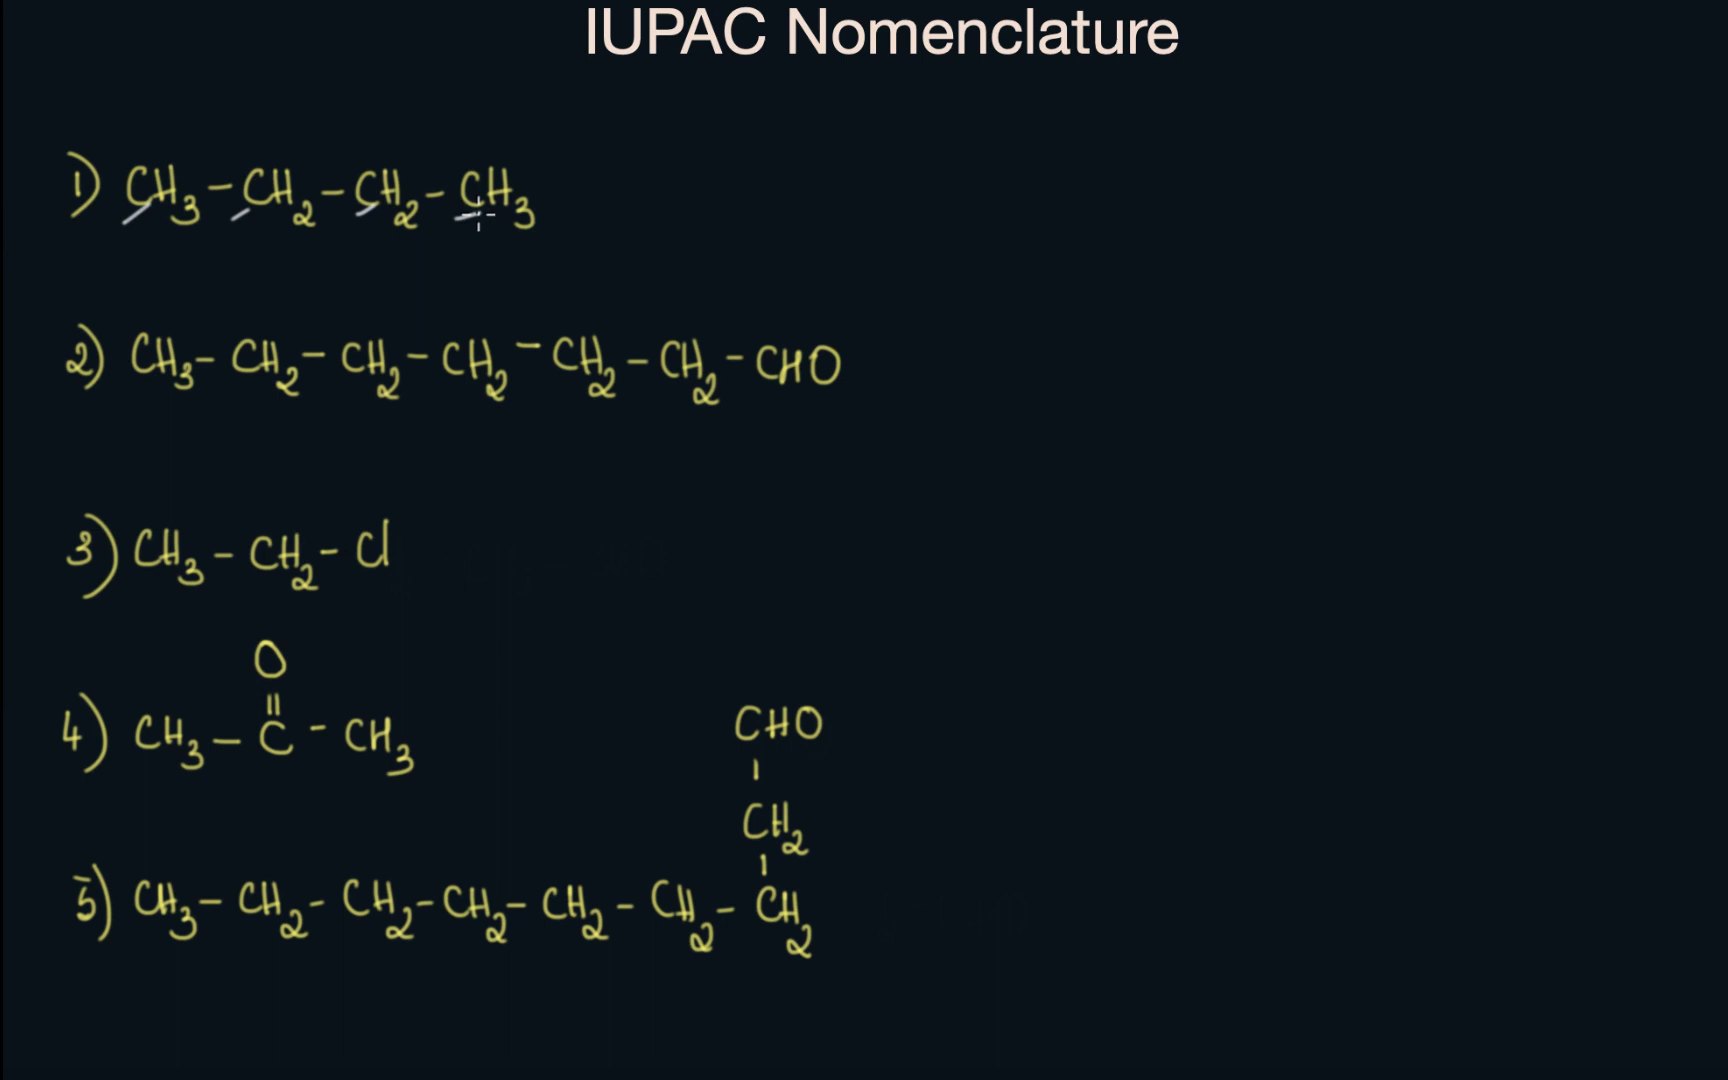 IUPAC Nomenclature
1) CH3 - CH2 - CH2 - CH3
2) CH3 - CH2 - CH2 - CH2 - CH2 - CH2 - CHO
3) CH3 - CH2 - Cl
O
||
4) CH3 - C - CH3
CHO
|
CH2
|
5) CH3 - CH2 - CH2 - CH2 - CH2 - CH2 - CH2